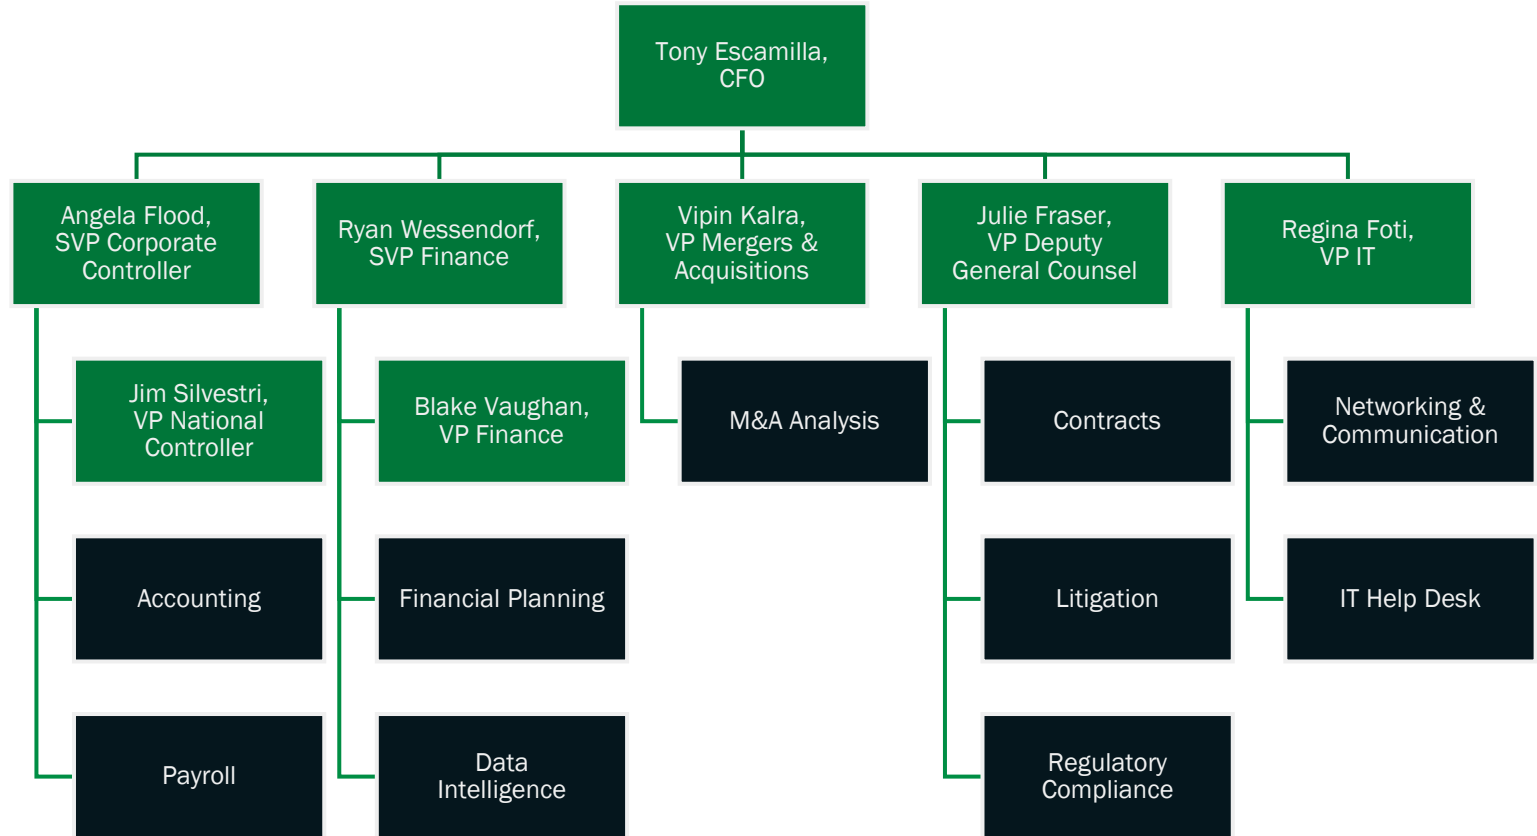 Tony Escamilla,
CFO
Angela Flood,
SVP Corporate
Controller
Ryan Wessendorf,
SVP Finance
Vipin Kalra,
VP Mergers &
Acquisitions
Julie Fraser,
VP Deputy
General Counsel
Regina Foti,
VP IT
Jim Silvestri,
VP National
Controller
Blake Vaughan,
VP Finance
M&A Analysis
Contracts
Networking &
Communication
Accounting
Financial Planning
Litigation
IT Help Desk
Payroll
Data
Intelligence
Regulatory
Compliance